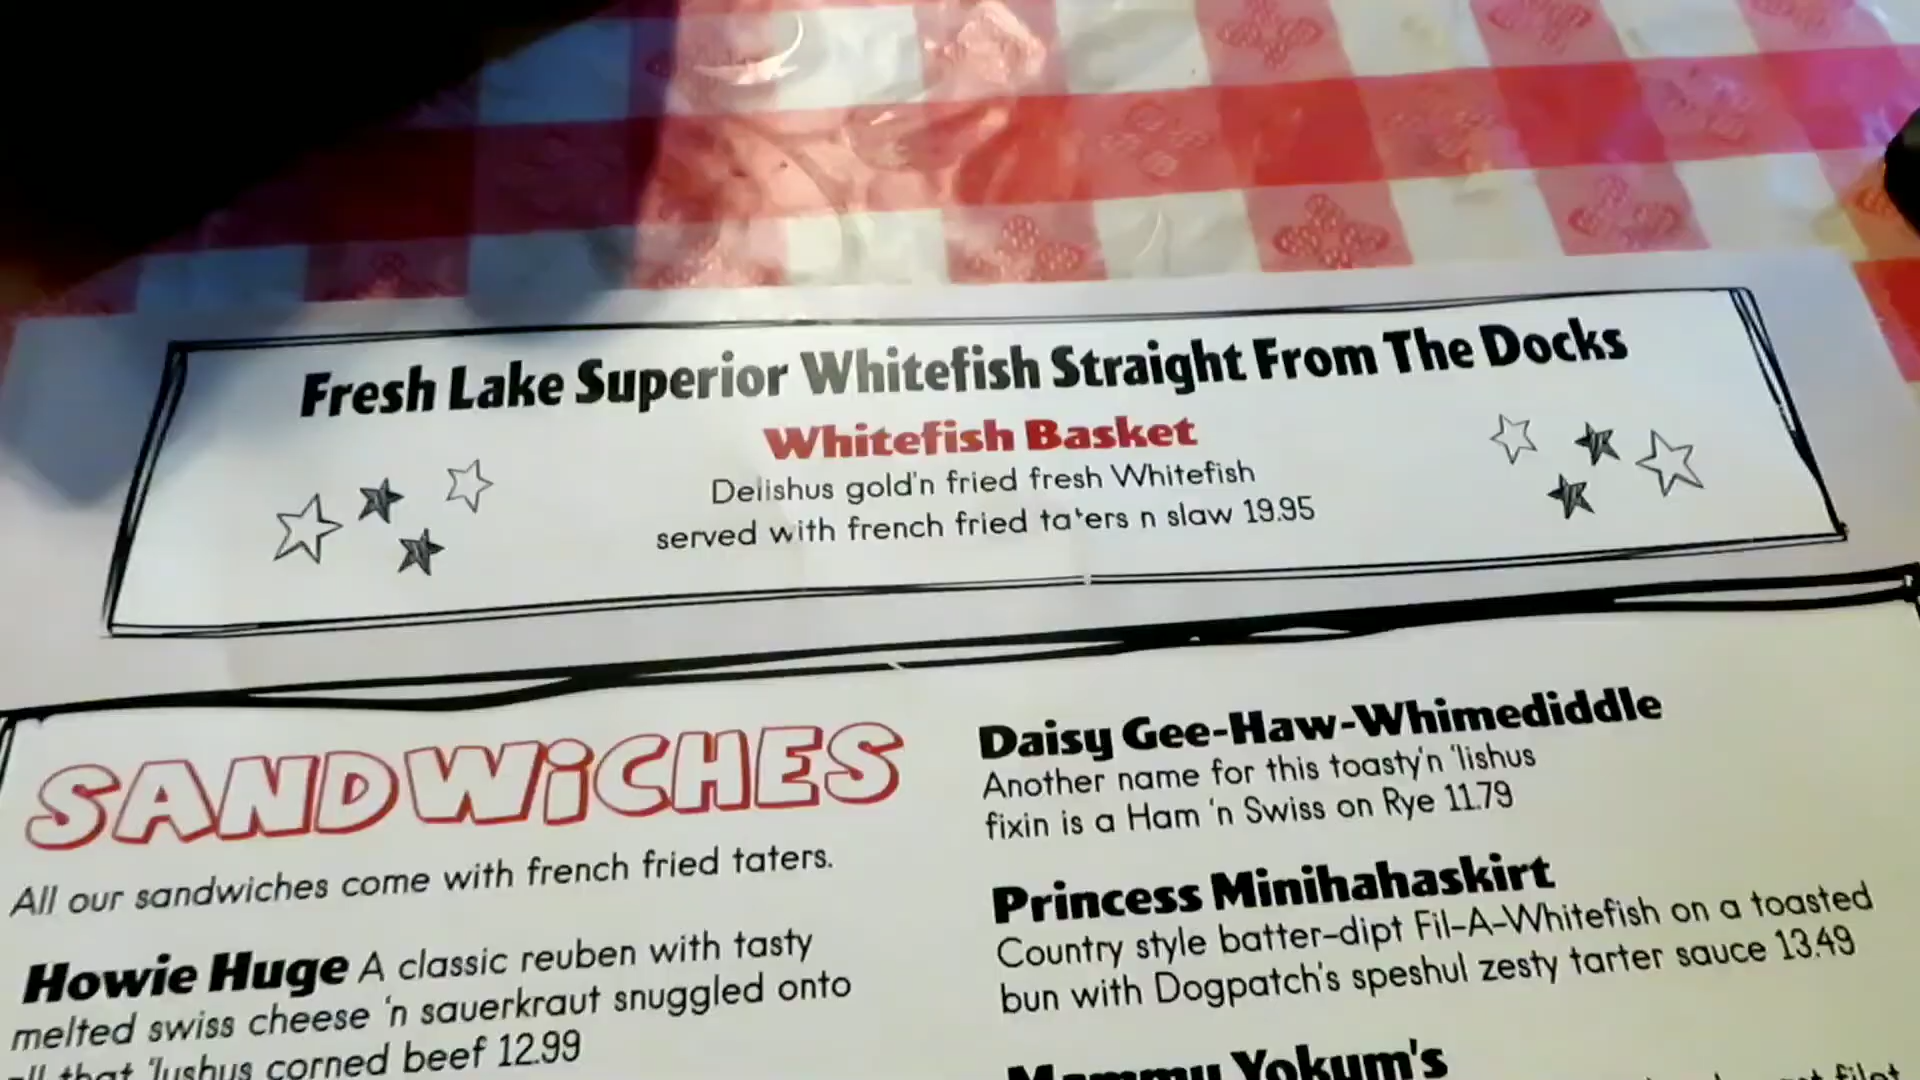 Fresh Lake Superior Whitefish Straight From The Docks
Whitefish Basket
Delishus gold'n fried fresh Whitefish
served with french fried ta'ers n slaw 19.95
SANDWiCHES
All our sandwiches come with french fried taters.
Howie Huge A classic reuben with tasty
melted swiss cheese 'n sauerkraut snuggled onto
all that 'lushus corned beef 12.99
Daisy Gee-Haw-Whimediddle
Another name for this toasty'n 'lishus
fixin is a Ham 'n Swiss on Rye 11.79
Princess Minihahaskirt
Country style batter-dipt Fil-A-Whitefish on a toasted
bun with Dogpatch's speshul zesty tarter sauce 13.49
Mammy Yokum's